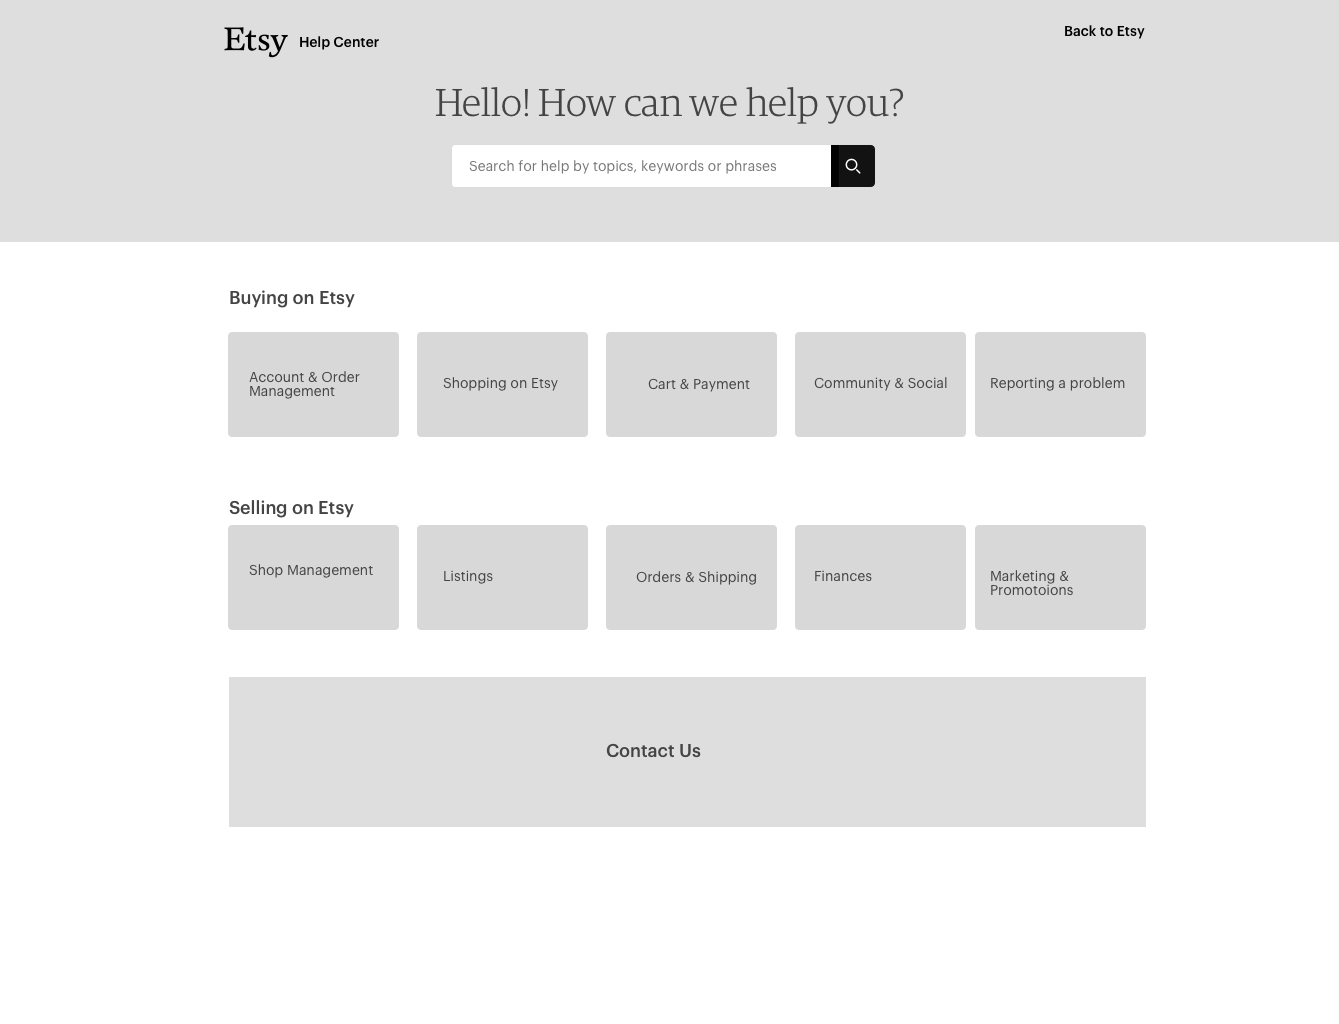 Etsy Help Center
Back to Etsy
Hello! How can we help you?
Search for help by topics, keywords or phrases
Buying on Etsy
Account & Order
Management
Shopping on Etsy
Cart & Payment
Community & Social
Reporting a problem
Selling on Etsy
Shop Management
Listings
Orders & Shipping
Finances
Marketing &
Promotoions
Contact Us